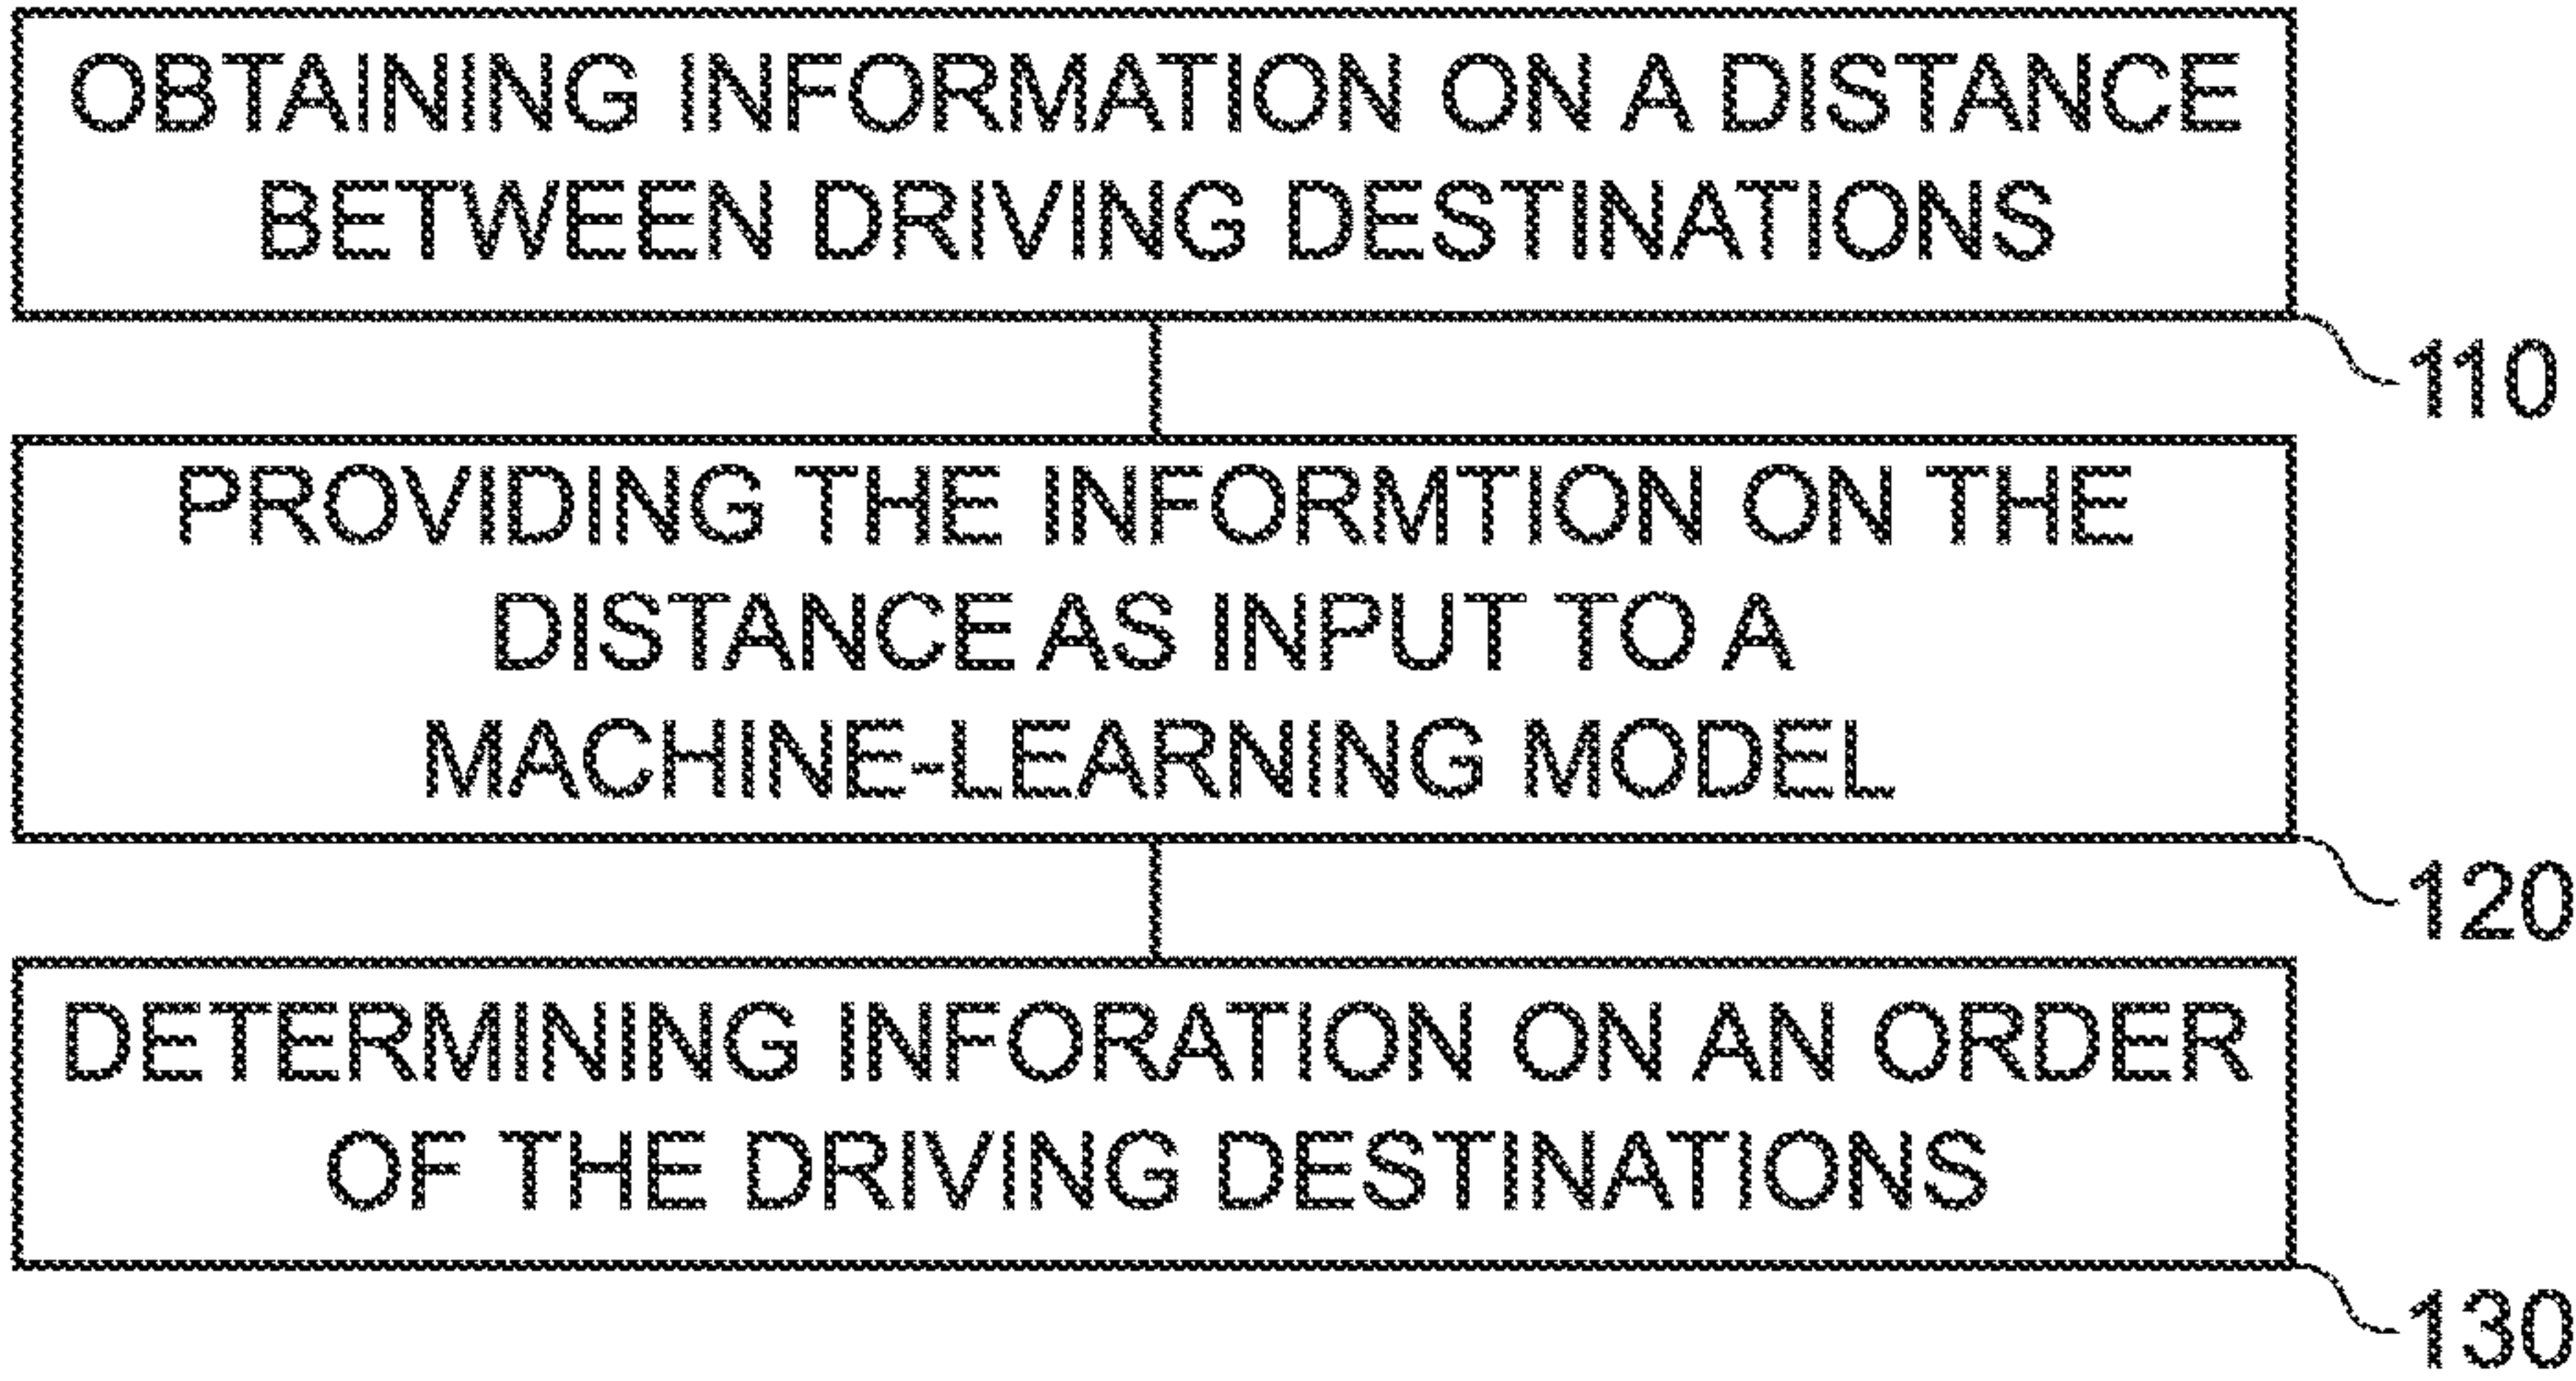 OBTAINING INFORMATION ON A DISTANCE
BETWEEN DRIVING DESTINATIONS
110
PROVIDING THE INFORMTION ON THE
DISTANCE AS INPUT TO A
MACHINE-LEARNING MODEL
120
DETERMINING INFORATION ON AN ORDER
OF THE DRIVING DESTINATIONS
130